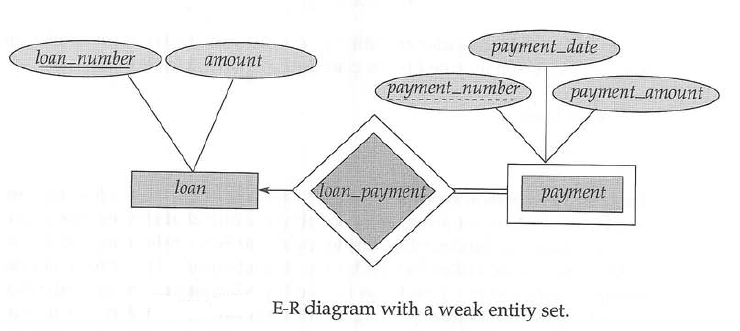 loan_number
amount
payment_date
payment_number
payment_amount
loan
loan_payment
payment
E-R diagram with a weak entity set.